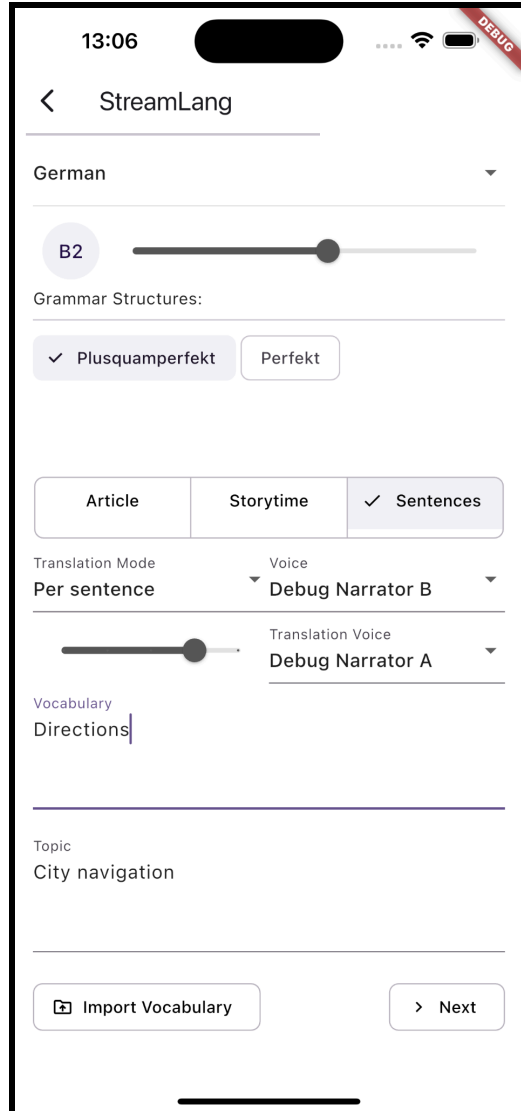 13:06
DEBUG
StreamLang
German
B2
Grammar Structures:
Plusquamperfekt
Perfekt
Article
Storytime
Sentences
Translation Mode
Voice
Per sentence
Debug Narrator B
Translation Voice
Debug Narrator A
Vocabulary
Directions
Topic
City navigation
Import Vocabulary
Next